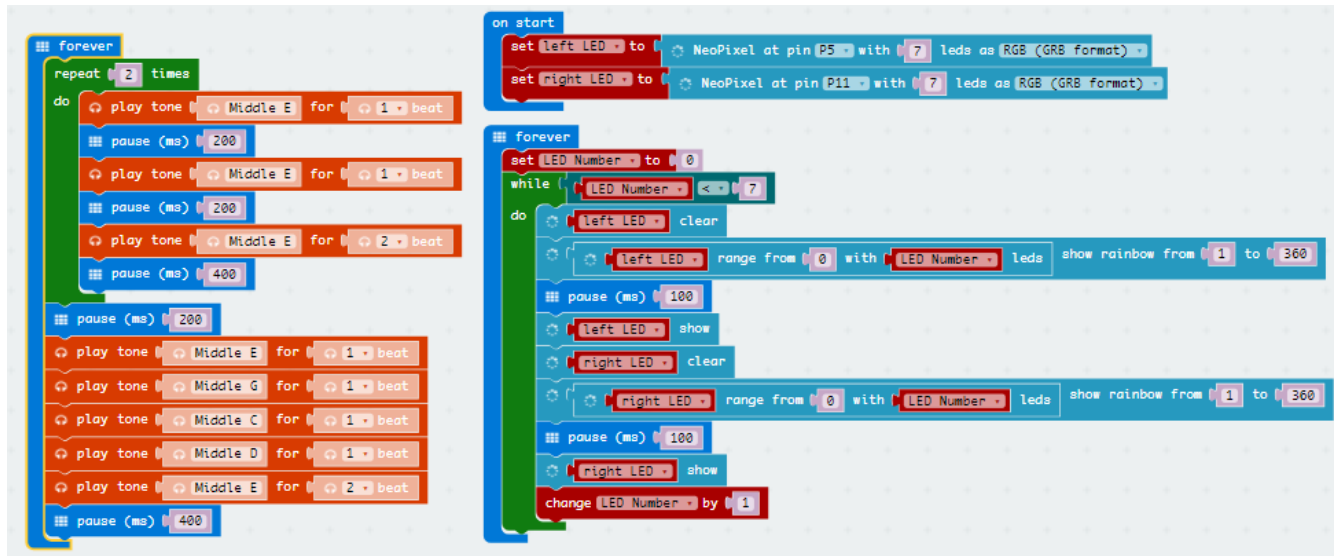 forever
repeat 2 times
do
play tone Middle E for 1 beat
pause (ms) 200
play tone Middle E for 1 beat
pause (ms) 200
play tone Middle E for 2 beat
pause (ms) 400
pause (ms) 200
play tone Middle E for 1 beat
play tone Middle G for 1 beat
play tone Middle C for 1 beat
play tone Middle D for 1 beat
play tone Middle E for 2 beat
pause (ms) 400
on start
set left LED to NeoPixel at pin P5 with 7 leds as RGB (GRB format)
set right LED to NeoPixel at pin P11 with 7 leds as RGB (GRB format)
forever
set LED Number to 0
while LED Number < 7
do
left LED clear
left LED range from 0 with LED Number leds show rainbow from 1 to 360
pause (ms) 100
left LED show
right LED clear
right LED range from 0 with LED Number leds show rainbow from 1 to 360
pause (ms) 100
right LED show
change LED Number by 1